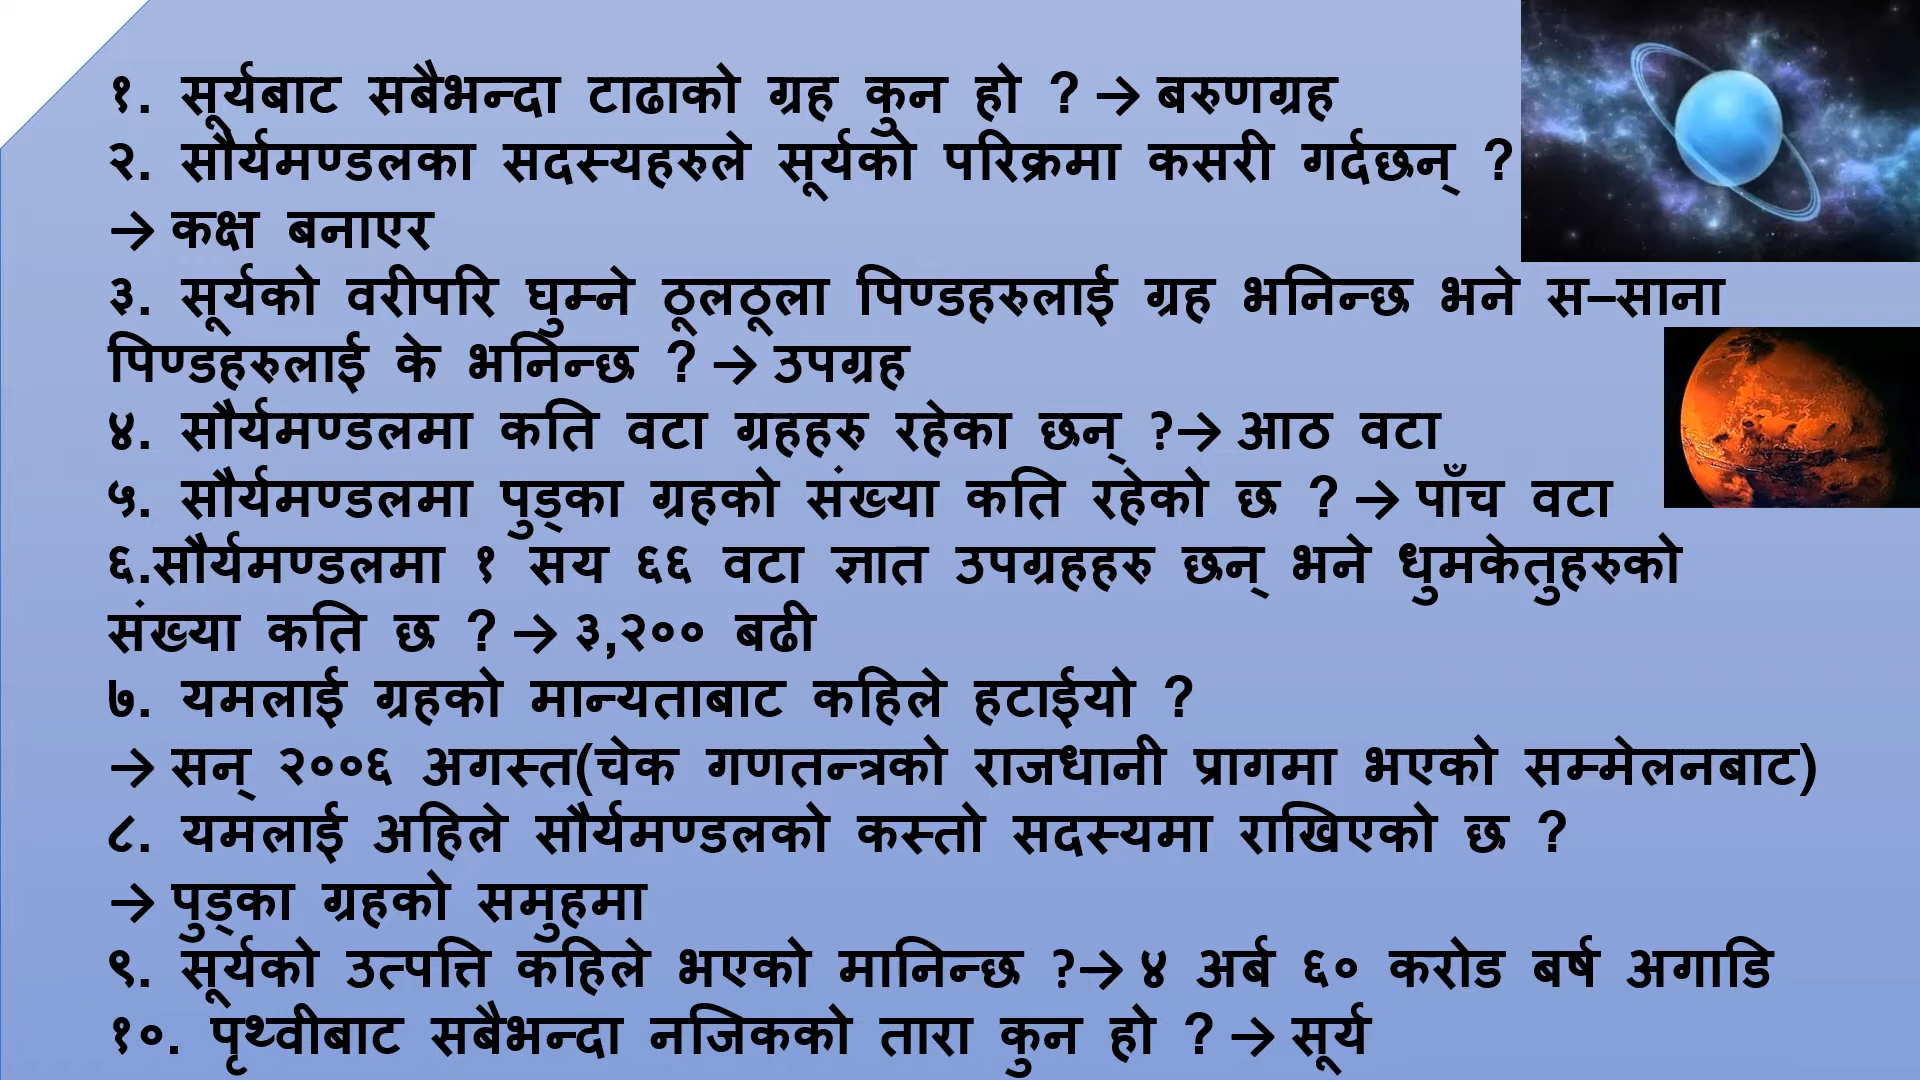 १. सूर्यबाट सबैभन्दा टाढाको ग्रह कुन हो ? → बरुणग्रह
२. सौर्यमण्डलका सदस्यहरुले सूर्यको परिक्रमा कसरी गर्दछन् ?
→ कक्ष बनाएर
३. सूर्यको वरीपरि घुम्ने ठूलठूला पिण्डहरुलाई ग्रह भनिन्छ भने स–साना
पिण्डहरुलाई के भनिन्छ ? → उपग्रह
४. सौर्यमण्डलमा कति वटा ग्रहहरु रहेका छन् ?→ आठ वटा
५. सौर्यमण्डलमा पुड्का ग्रहको संख्या कति रहेको छ ? → पाँच वटा
६.सौर्यमण्डलमा १ सय ६६ वटा ज्ञात उपग्रहहरु छन् भने धुमकेतुहरुको
संख्या कति छ ? → ३,२०० बढी
७. यमलाई ग्रहको मान्यताबाट कहिले हटाईयो ?
→ सन् २००६ अगस्त(चेक गणतन्त्रको राजधानी प्रागमा भएको सम्मेलनबाट)
८. यमलाई अहिले सौर्यमण्डलको कस्तो सदस्यमा राखिएको छ ?
→ पुड्का ग्रहको समुहमा
९. सूर्यको उत्पत्ति कहिले भएको मानिन्छ ?→ ४ अर्ब ६० करोड बर्ष अगाडि
१०. पृथ्वीबाट सबैभन्दा नजिकको तारा कुन हो ? → सूर्य